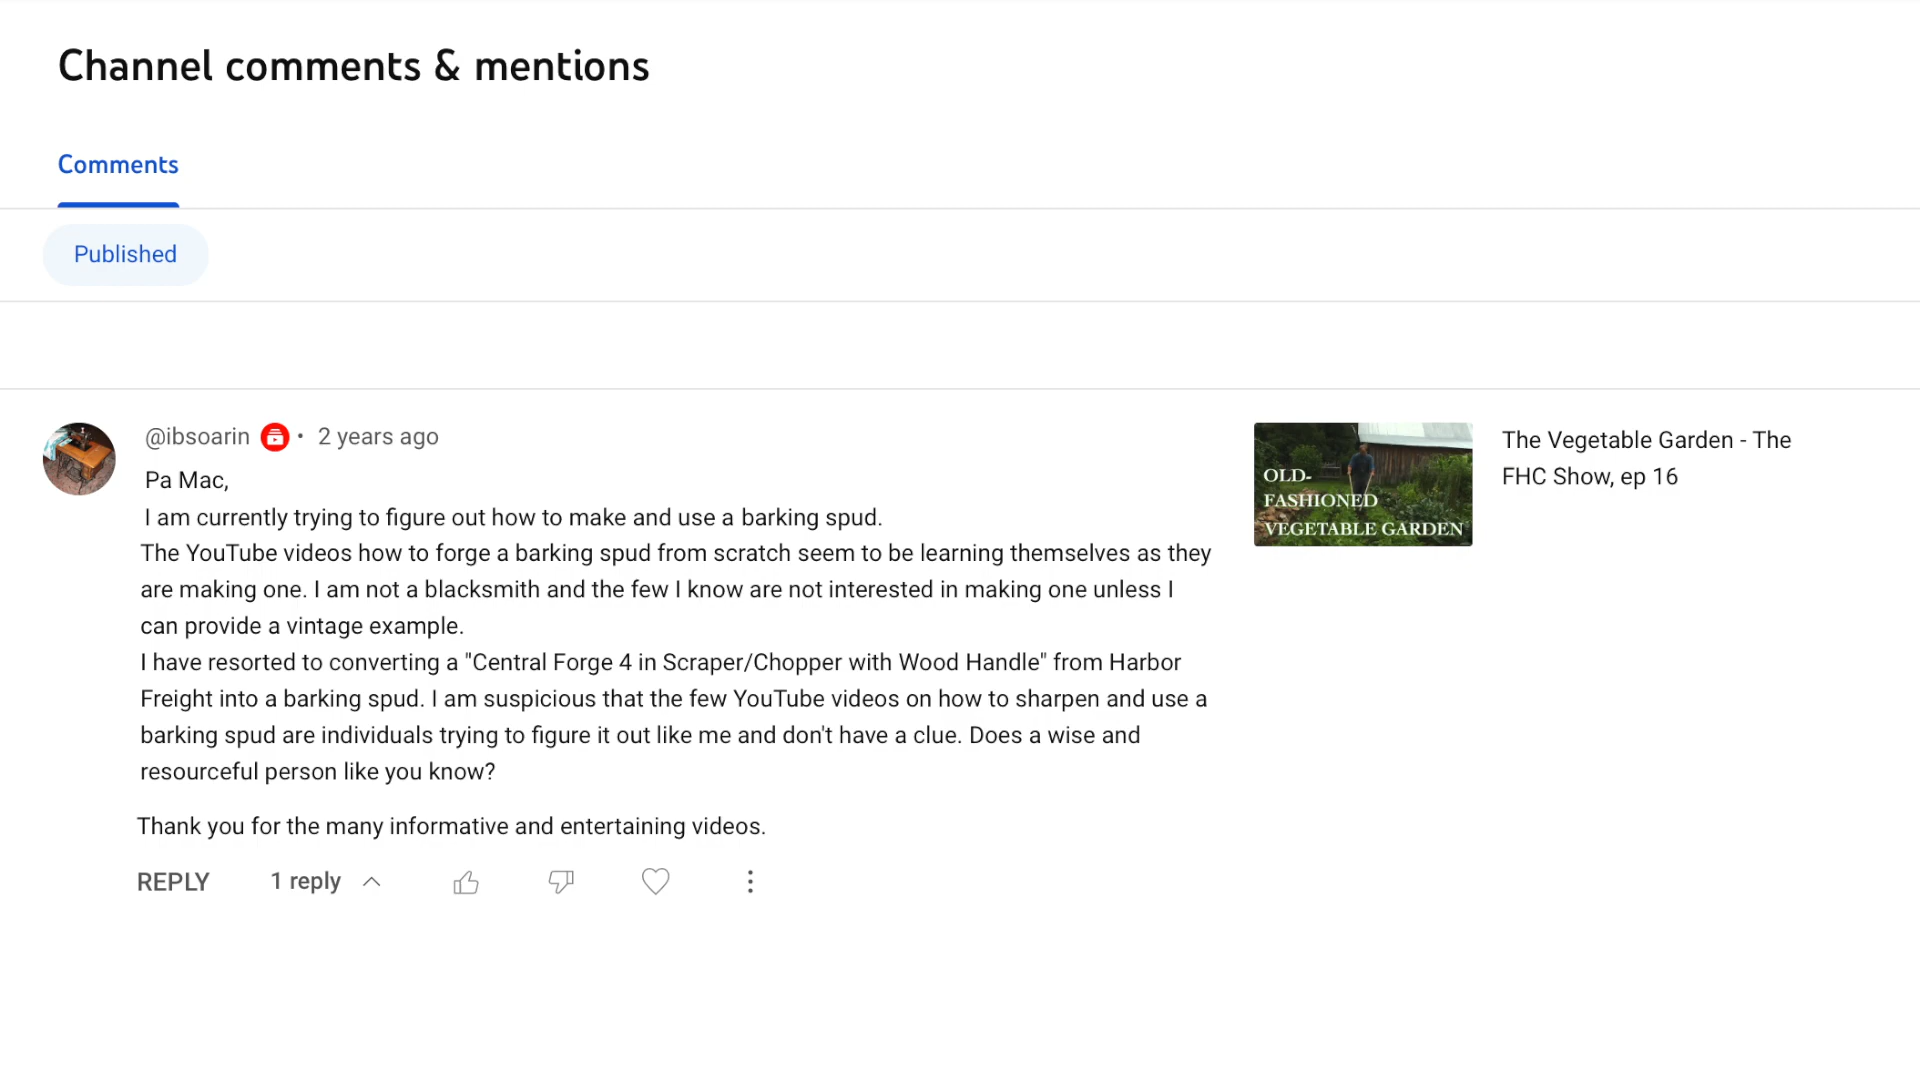 Channel comments & mentions
Comments
Published
@ibsoarin • 2 years ago
Pa Mac,
I am currently trying to figure out how to make and use a barking spud.
The YouTube videos how to forge a barking spud from scratch seem to be learning themselves as they
are making one. I am not a blacksmith and the few I know are not interested in making one unless I
can provide a vintage example.
I have resorted to converting a "Central Forge 4 in Scraper/Chopper with Wood Handle" from Harbor
Freight into a barking spud. I am suspicious that the few YouTube videos on how to sharpen and use a
barking spud are individuals trying to figure it out like me and don't have a clue. Does a wise and
resourceful person like you know?
Thank you for the many informative and entertaining videos.
REPLY 1 reply
OLD-
FASHIONED
VEGETABLE GARDEN
The Vegetable Garden - The
FHC Show, ep 16